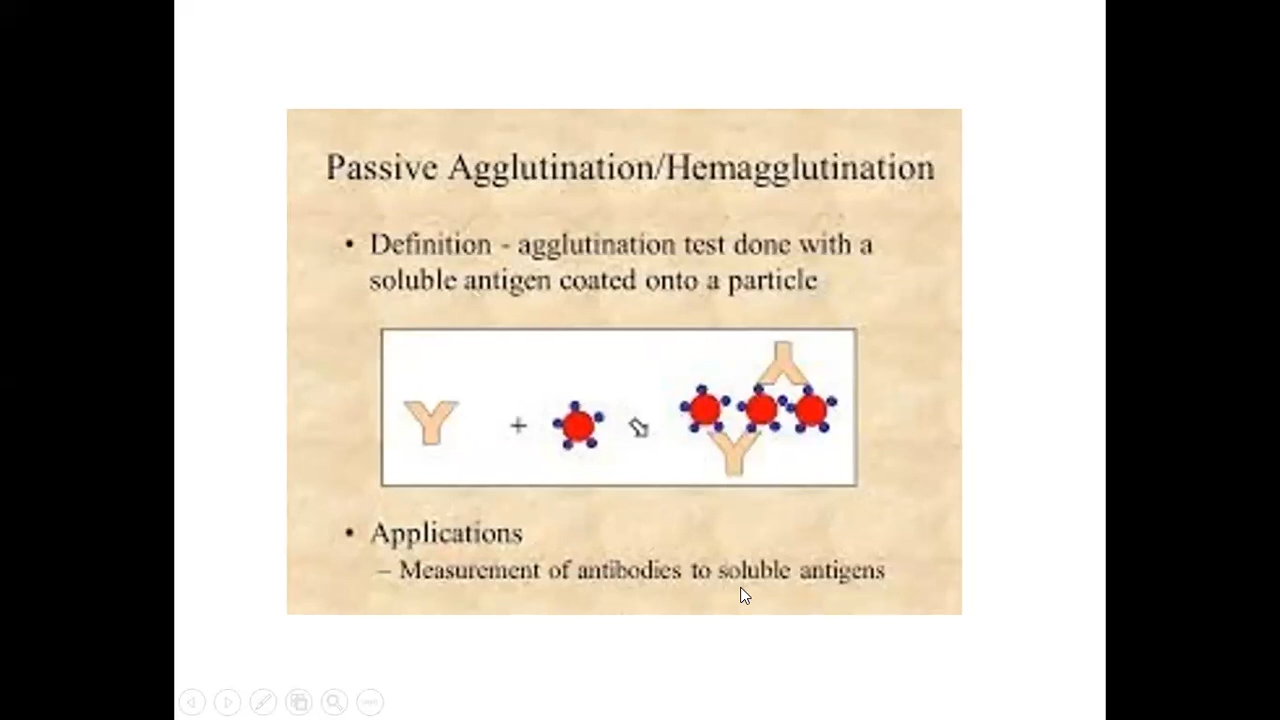 Passive Agglutination/Hemagglutination
• Definition - agglutination test done with a
soluble antigen coated onto a particle
+
• Applications
– Measurement of antibodies to soluble antigens